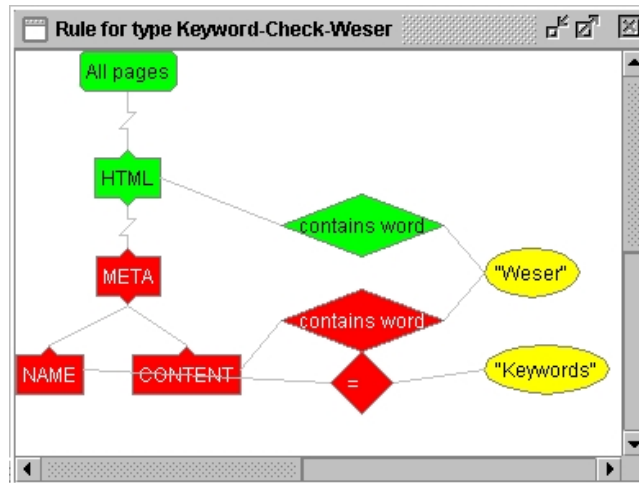 Rule for type Keyword-Check-Weser
All pages
HTML
contains word
META
"Weser"
contains word
NAME
CONTENT
=
"Keywords"